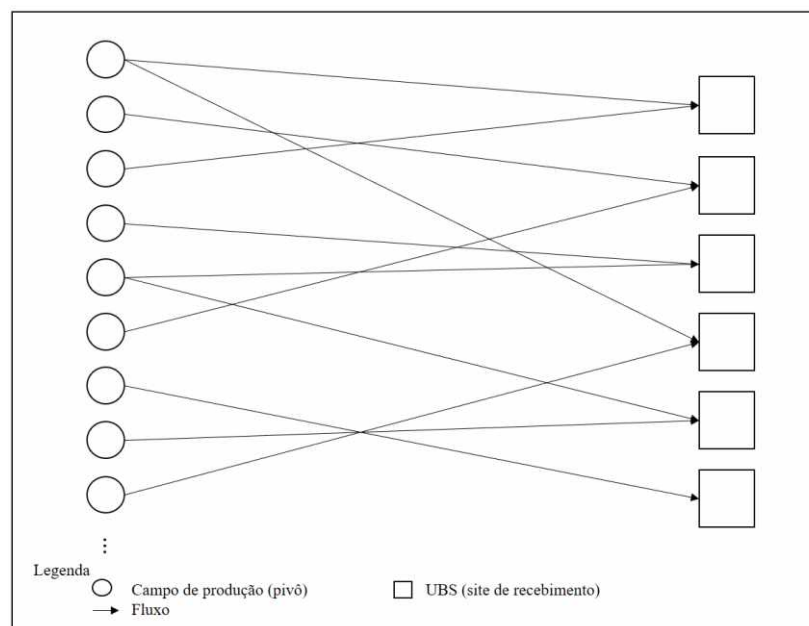 ⋮
Legenda
Campo de produção (pivô) UBS (site de recebimento)
Fluxo